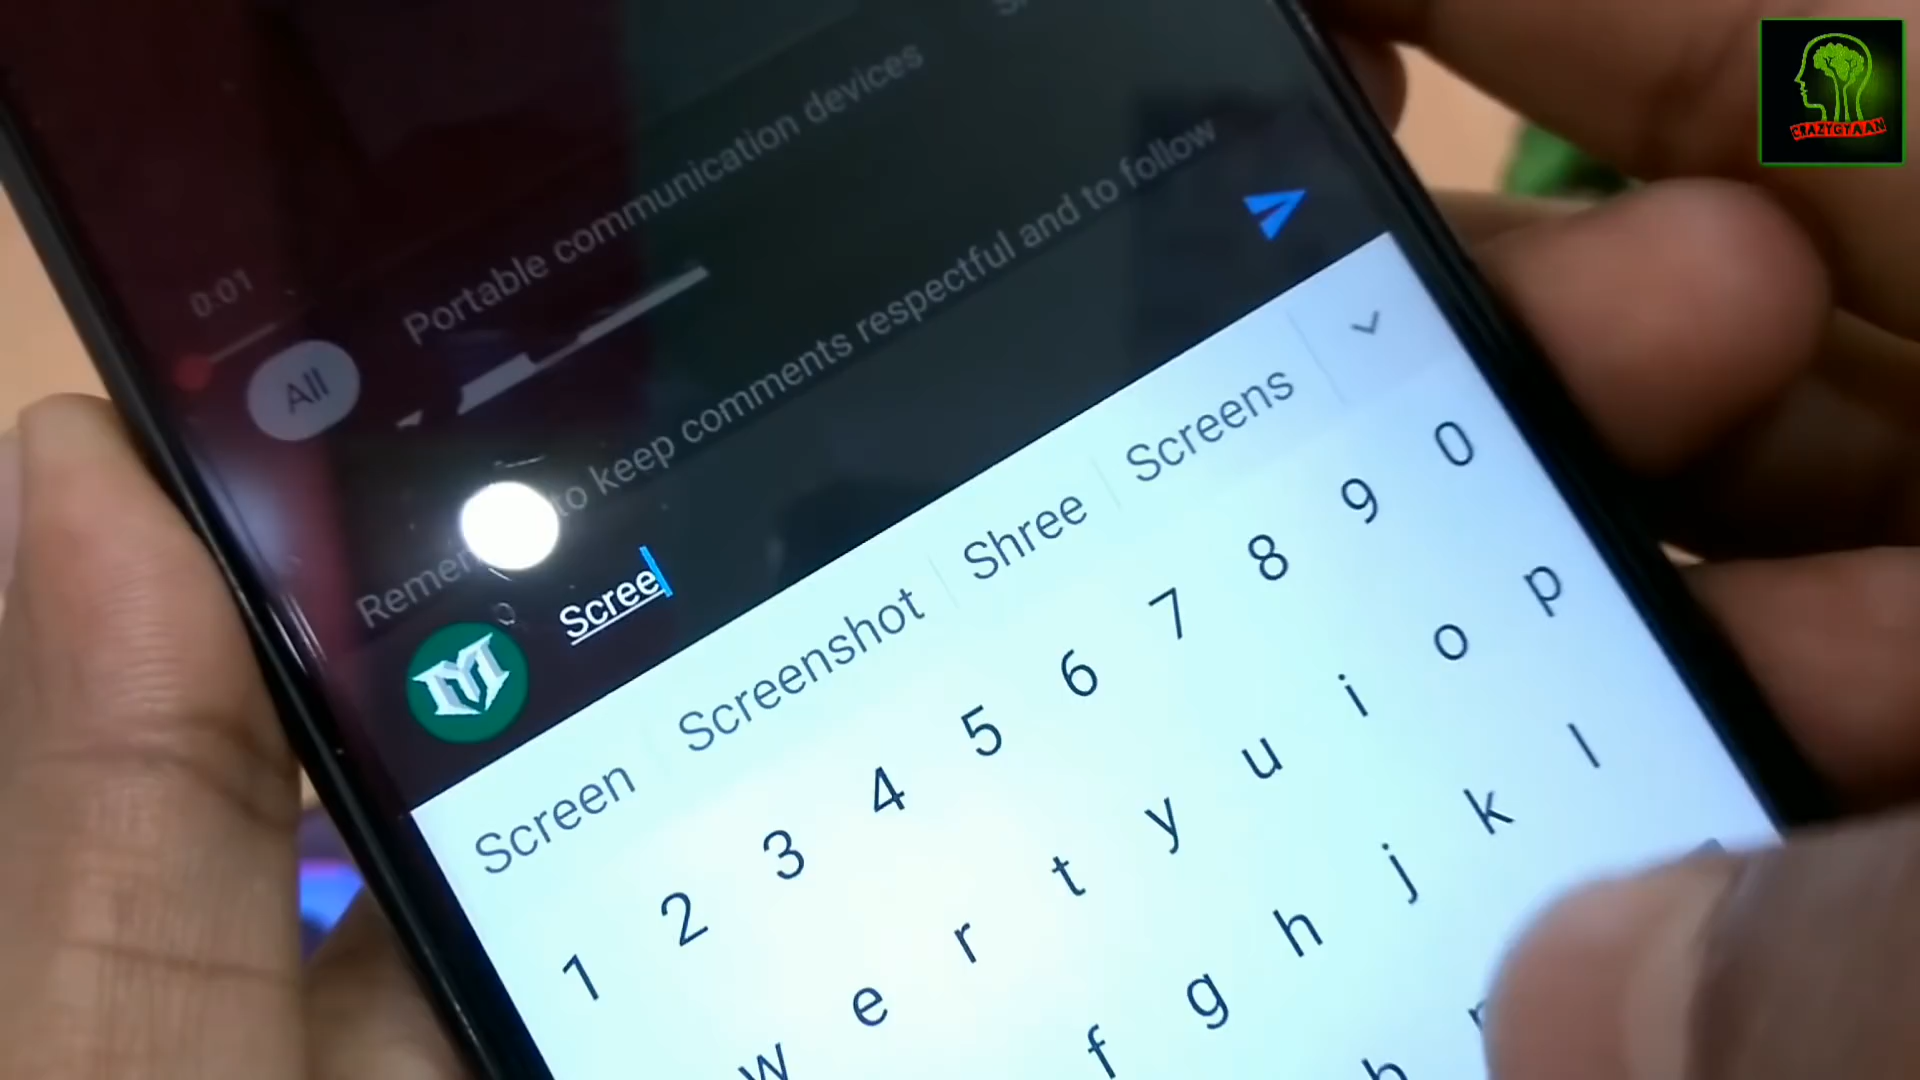 CRAZYGYAAN
Portable communication devices
0:01
All
to keep comments respectful and to follow
Scree
Screen Screenshot Shree Screens
1 2 3 4 5 6 7 8 9 0
w e r t y u i o p
f g h j k l